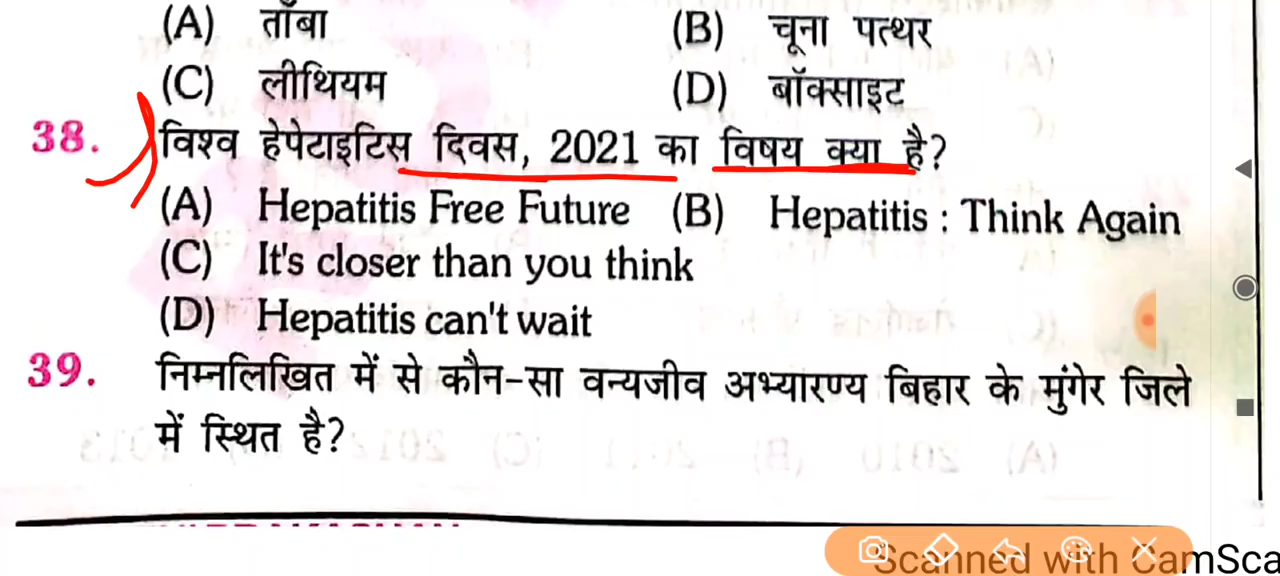 (A) ताँबा (B) चूना पत्थर
(C) लीथियम (D) बॉक्साइट
38. विश्व हेपेटाइटिस दिवस, 2021 का विषय क्या है?
(A) Hepatitis Free Future (B) Hepatitis : Think Again
(C) It's closer than you think
(D) Hepatitis can't wait
39. निम्नलिखित में से कौन-सा वन्यजीव अभ्यारण्य बिहार के मुंगेर जिले
में स्थित है?
Scanned with CamSca